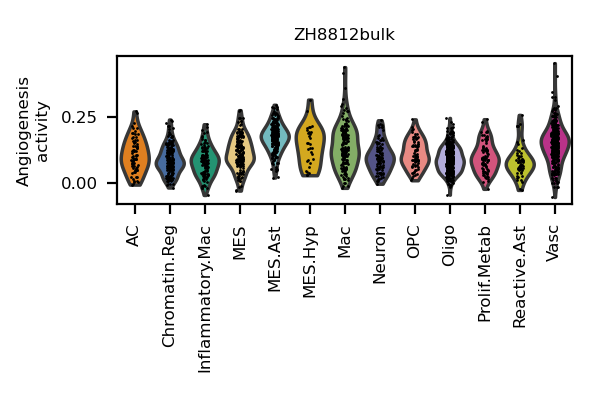 ZH8812bulk
Angiogenesis
activity
0.25
0.00
AC
Chromatin.Reg
Inflammatory.Mac
MES
MES.Ast
MES.Hyp
Mac
Neuron
OPC
Oligo
Prolif.Metab
Reactive.Ast
Vasc